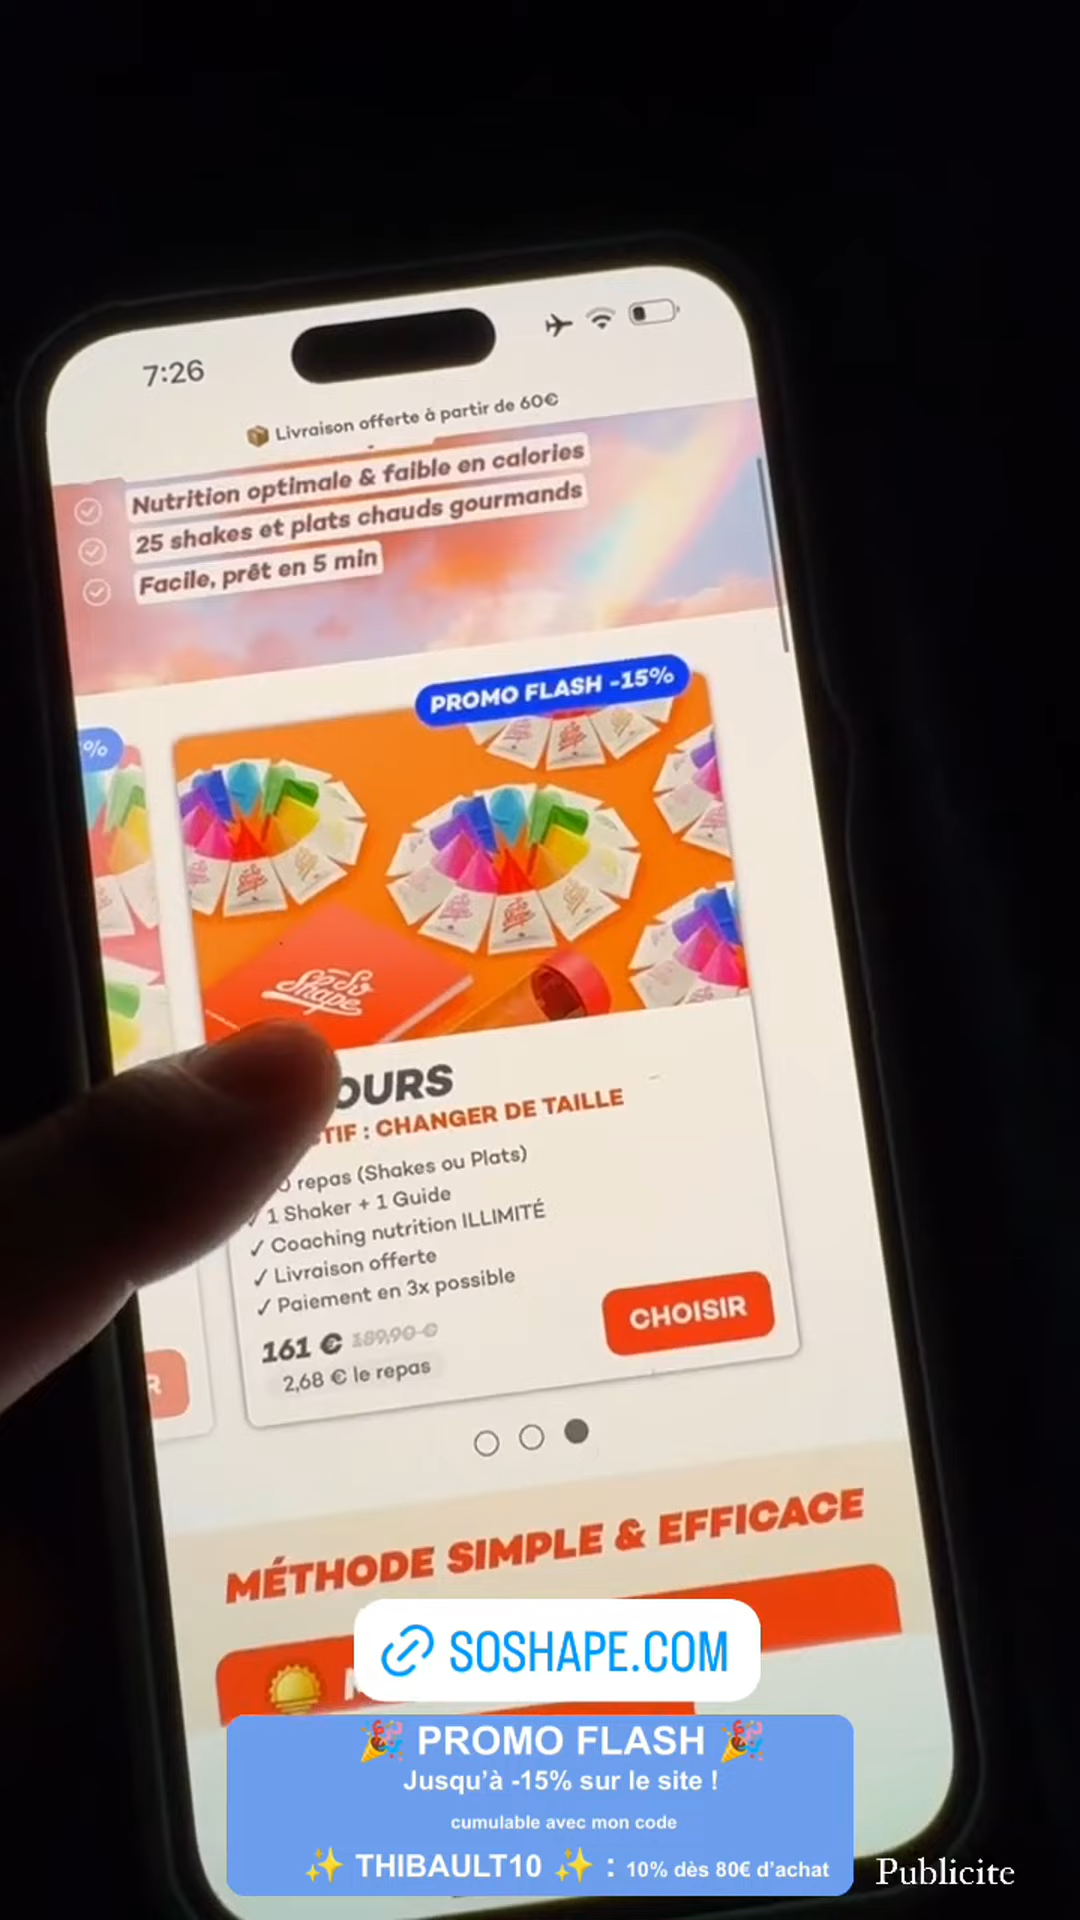 7:26
📦 Livraison offerte à partir de 60€
Nutrition optimale & faible en calories
25 shakes et plats chauds gourmands
Facile, prêt en 5 min
PROMO FLASH -15%
%
So Shape
OURS
TIF : CHANGER DE TAILLE
0 repas (Shakes ou Plats)
✓ 1 Shaker + 1 Guide
✓ Coaching nutrition ILLIMITÉ
✓ Livraison offerte
✓ Paiement en 3x possible
161 € 189,90 €
CHOISIR
2,68 € le repas
R
MÉTHODE SIMPLE & EFFICACE
SOSHAPE.COM
🎉 PROMO FLASH 🎉
Jusqu’à -15% sur le site !
cumulable avec mon code
✨ THIBAULT10 ✨ : 10% dès 80€ d’achat
Publicite